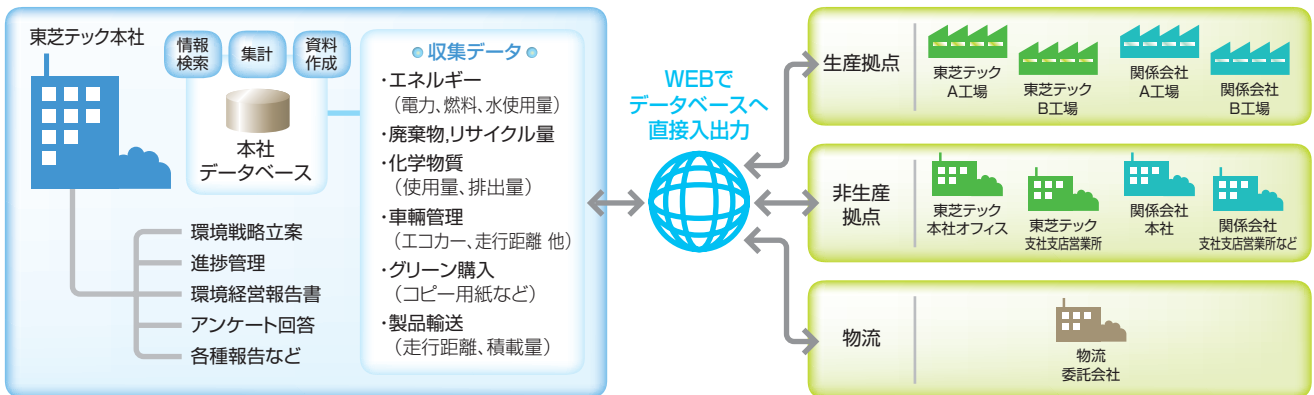 東芝テック本社
情報
検索
集計
資料
作成
本社
データベース
環境戦略立案
進捗管理
環境経営報告書
アンケート回答
各種報告など
収集データ
・エネルギー
（電力、燃料、水使用量）
・廃棄物,リサイクル量
・化学物質
（使用量、排出量）
・車輛管理
（エコカー、走行距離 他）
・グリーン購入
（コピー用紙など）
・製品輸送
（走行距離、積載量）
WEBで
データベースへ
直接入出力
生産拠点
東芝テック
A工場
東芝テック
B工場
関係会社
A工場
関係会社
B工場
非生産
拠点
東芝テック
本社オフィス
東芝テック
支社支店営業所
関係会社
本社
関係会社
支社支店営業所など
物流
物流
委託会社